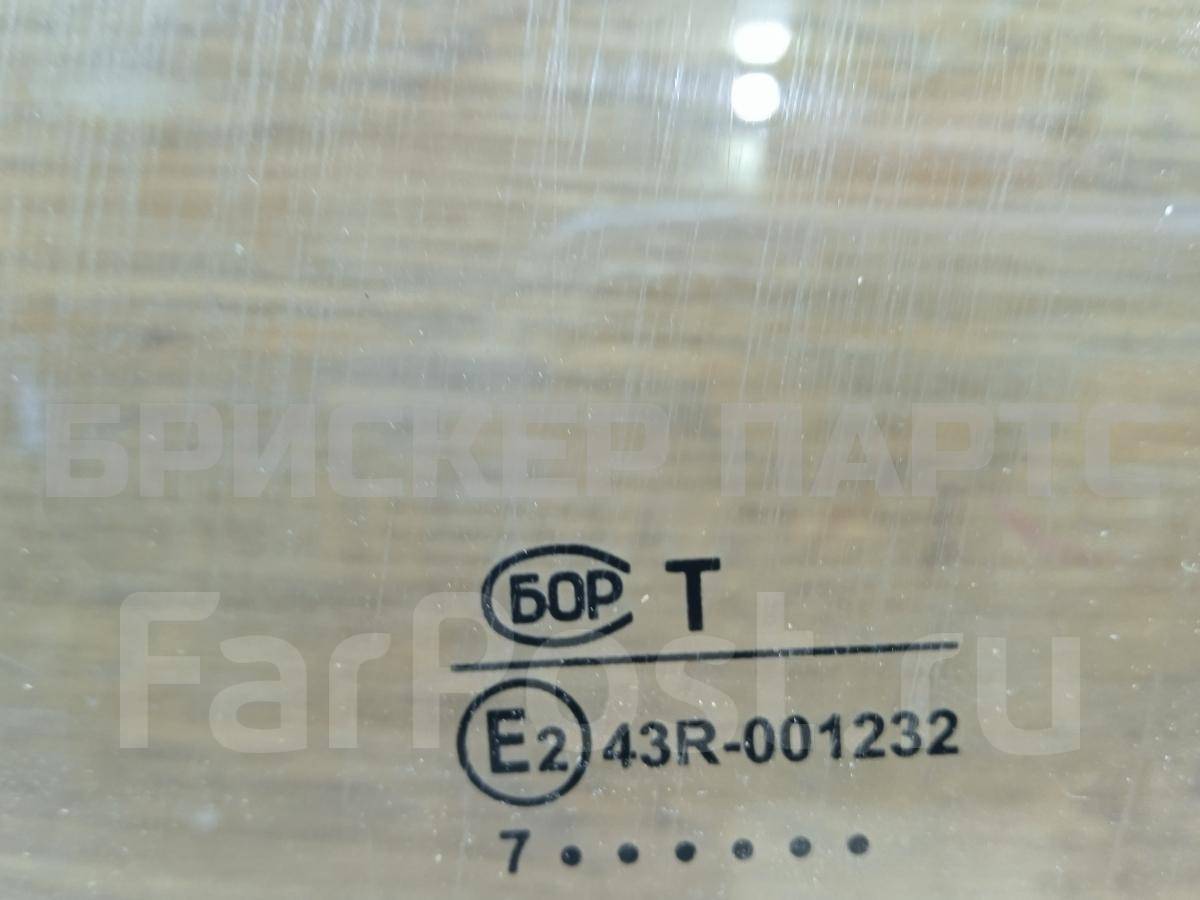 БРИСКЕР ПАРТС
БОР T
FarPost.ru
E2 43R-001232
7 • • • • • •